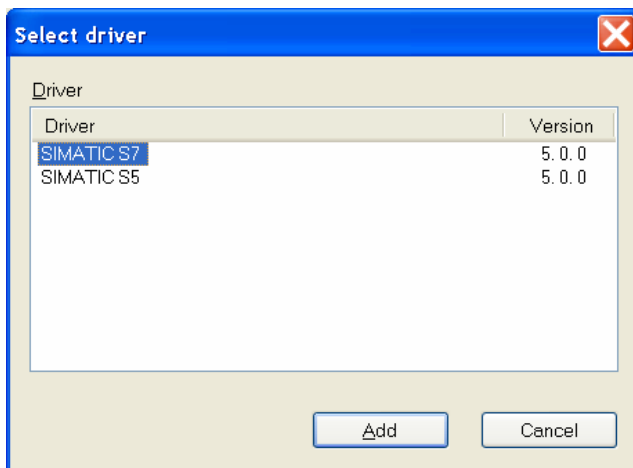 Select driver
Driver
Driver Version
SIMATIC S7 5.0.0
SIMATIC S5 5.0.0
Add Cancel